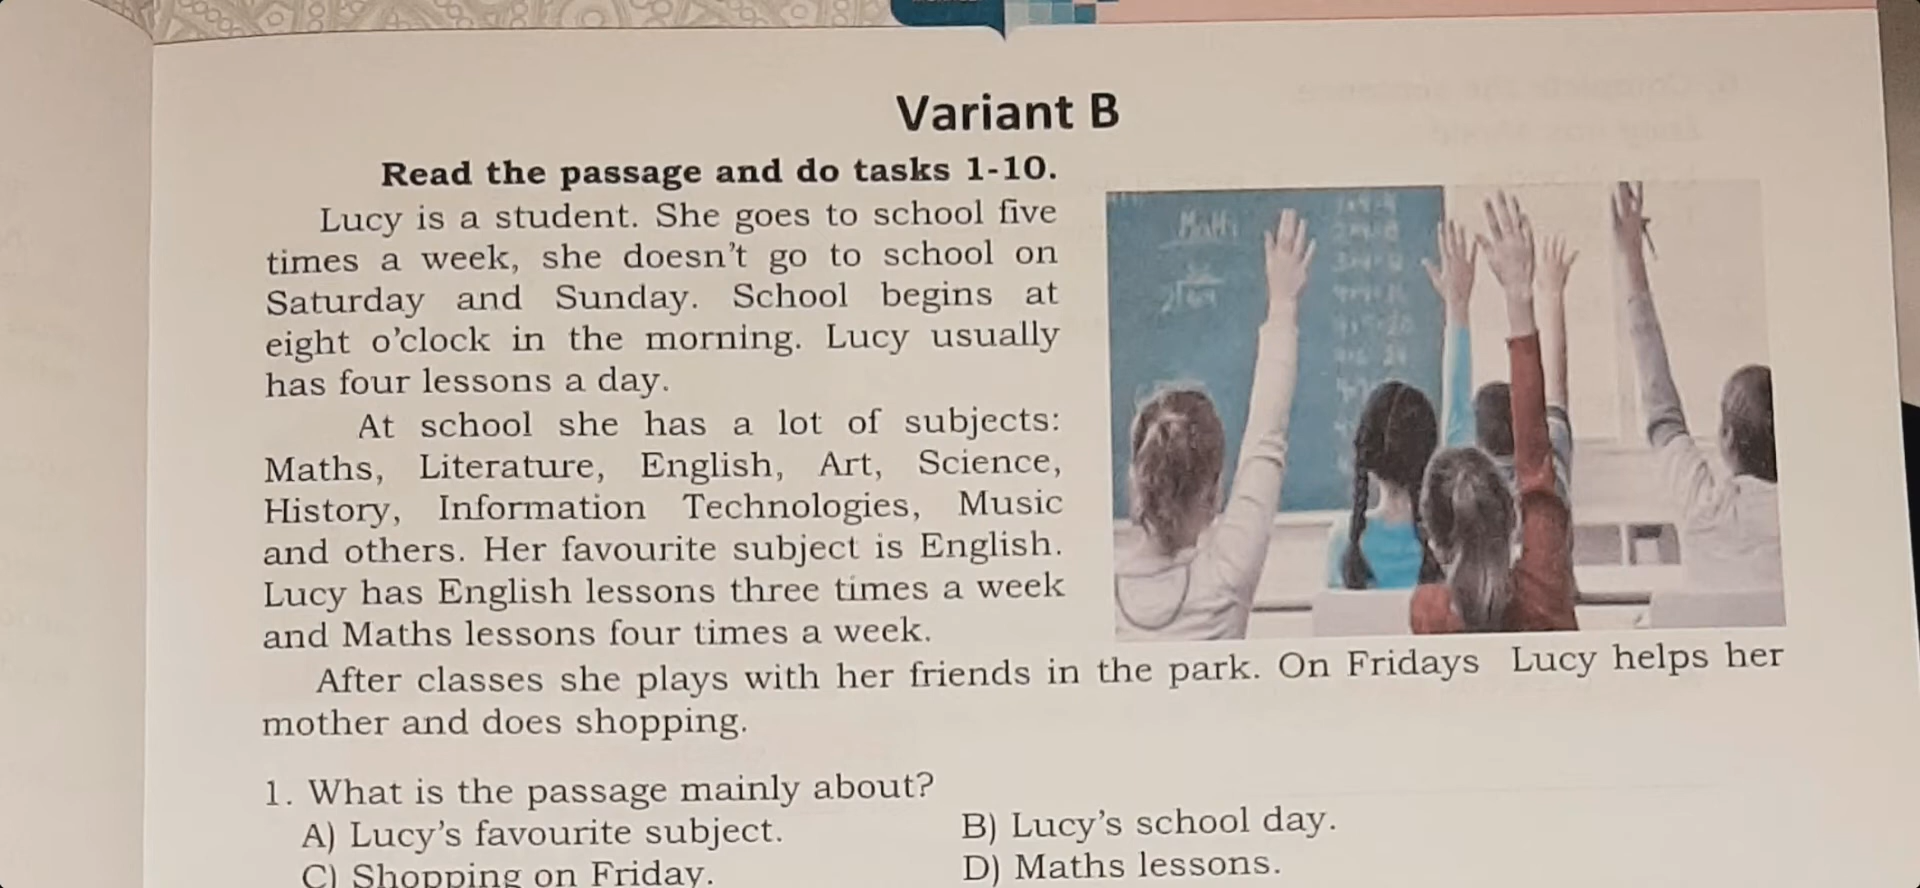 Variant B
Read the passage and do tasks 1-10.
Lucy is a student. She goes to school five
times a week, she doesn't go to school on
Saturday and Sunday. School begins at
eight o'clock in the morning. Lucy usually
has four lessons a day.
At school she has a lot of subjects:
Maths, Literature, English, Art, Science,
History, Information Technologies, Music
and others. Her favourite subject is English.
Lucy has English lessons three times a week
and Maths lessons four times a week.
After classes she plays with her friends in the park. On Fridays Lucy helps her
mother and does shopping.
1. What is the passage mainly about?
A) Lucy's favourite subject. B) Lucy's school day.
C) Shopping on Friday. D) Maths lessons.
Math